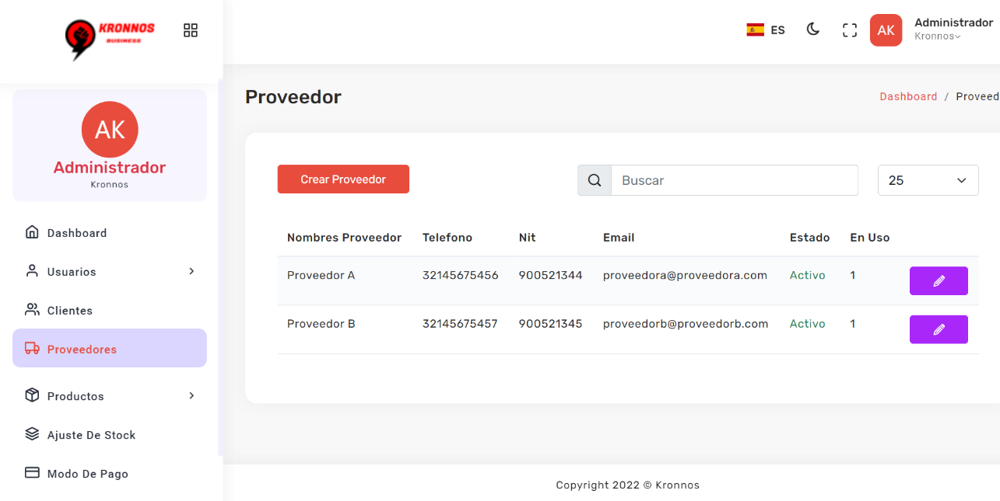 KRONNOS
BUSINESS
ES
AK
Administrador
Kronnos
AK
Administrador
Kronnos
Dashboard
Usuarios
Clientes
Proveedores
Productos
Ajuste De Stock
Modo De Pago
Proveedor
Dashboard / Proveed
Crear Proveedor
Buscar
25
Nombres Proveedor Telefono Nit Email Estado En Uso
Proveedor A 32145675456 900521344 proveedora@proveedora.com Activo 1
Proveedor B 32145675457 900521345 proveedorb@proveedorb.com Activo 1
Copyright 2022 © Kronnos